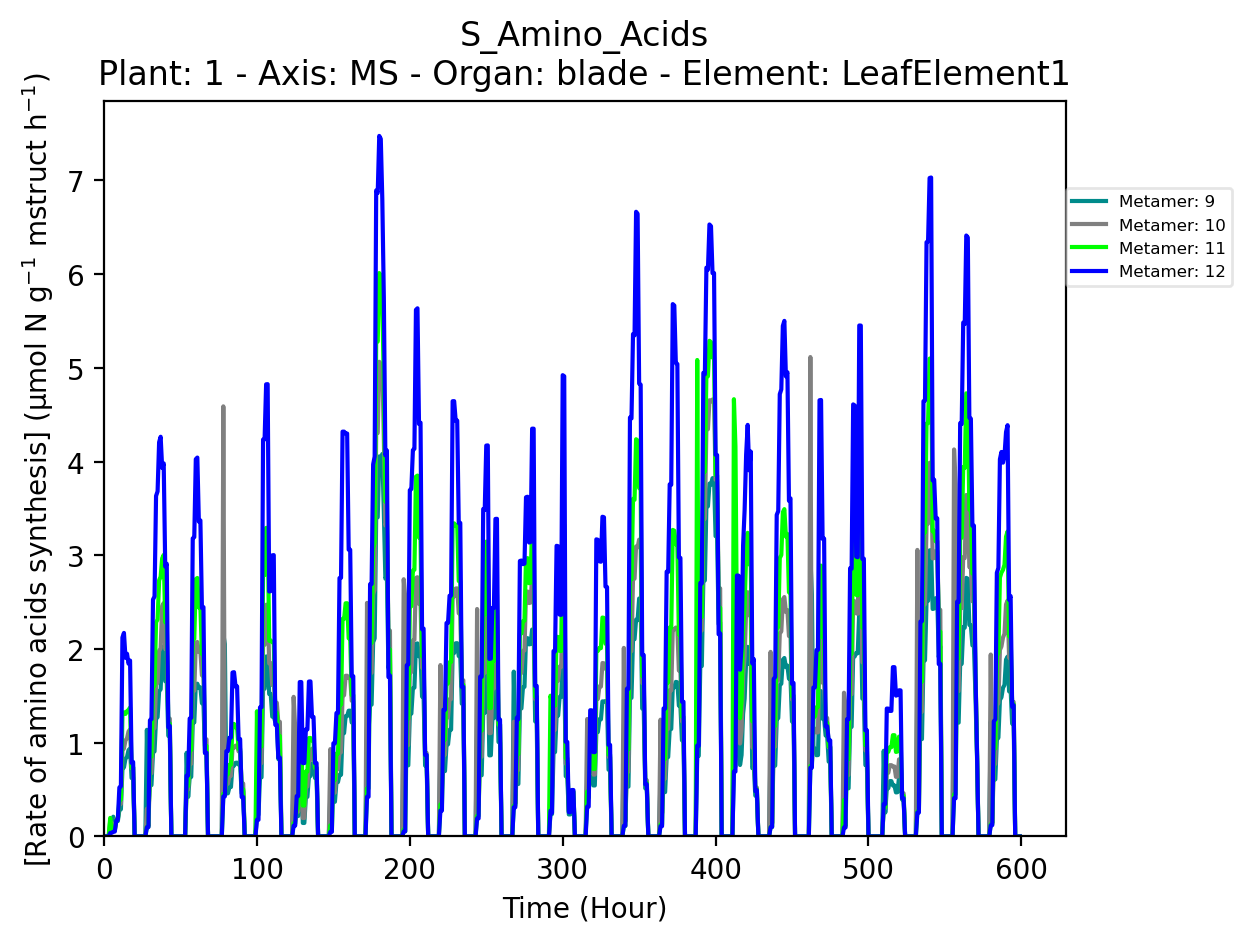 S_Amino_Acids
Plant: 1 - Axis: MS - Organ: blade - Element: LeafElement1
[Rate of amino acids synthesis] (µmol N g⁻¹ mstruct h⁻¹)
7
6
5
4
3
2
1
0
0 100 200 300 400 500 600
Time (Hour)
Metamer: 9
Metamer: 10
Metamer: 11
Metamer: 12